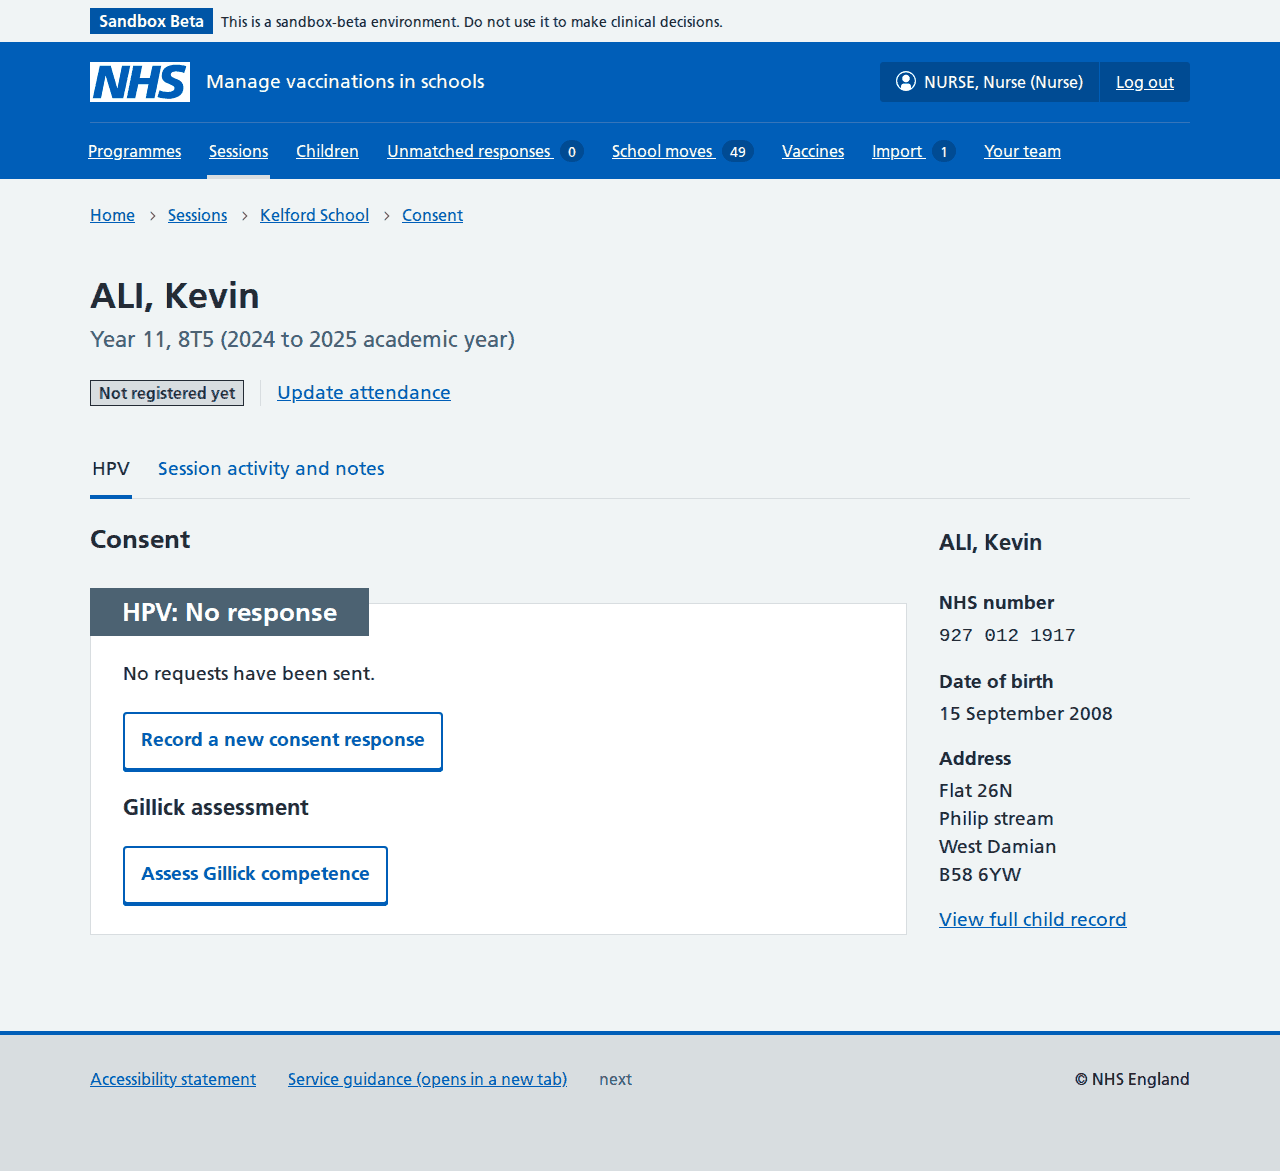 Sandbox Beta This is a sandbox-beta environment. Do not use it to make clinical decisions.
NHS Manage vaccinations in schools NURSE, Nurse (Nurse) Log out
Programmes Sessions Children Unmatched responses 0 School moves 49 Vaccines Import 1 Your team
Home Sessions Kelford School Consent
ALI, Kevin
Year 11, 8T5 (2024 to 2025 academic year)
Not registered yet Update attendance
HPV Session activity and notes
Consent
HPV: No response
No requests have been sent.
Record a new consent response
Gillick assessment
Assess Gillick competence
ALI, Kevin
NHS number
927 012 1917
Date of birth
15 September 2008
Address
Flat 26N
Philip stream
West Damian
B58 6YW
View full child record
Accessibility statement Service guidance (opens in a new tab) next © NHS England